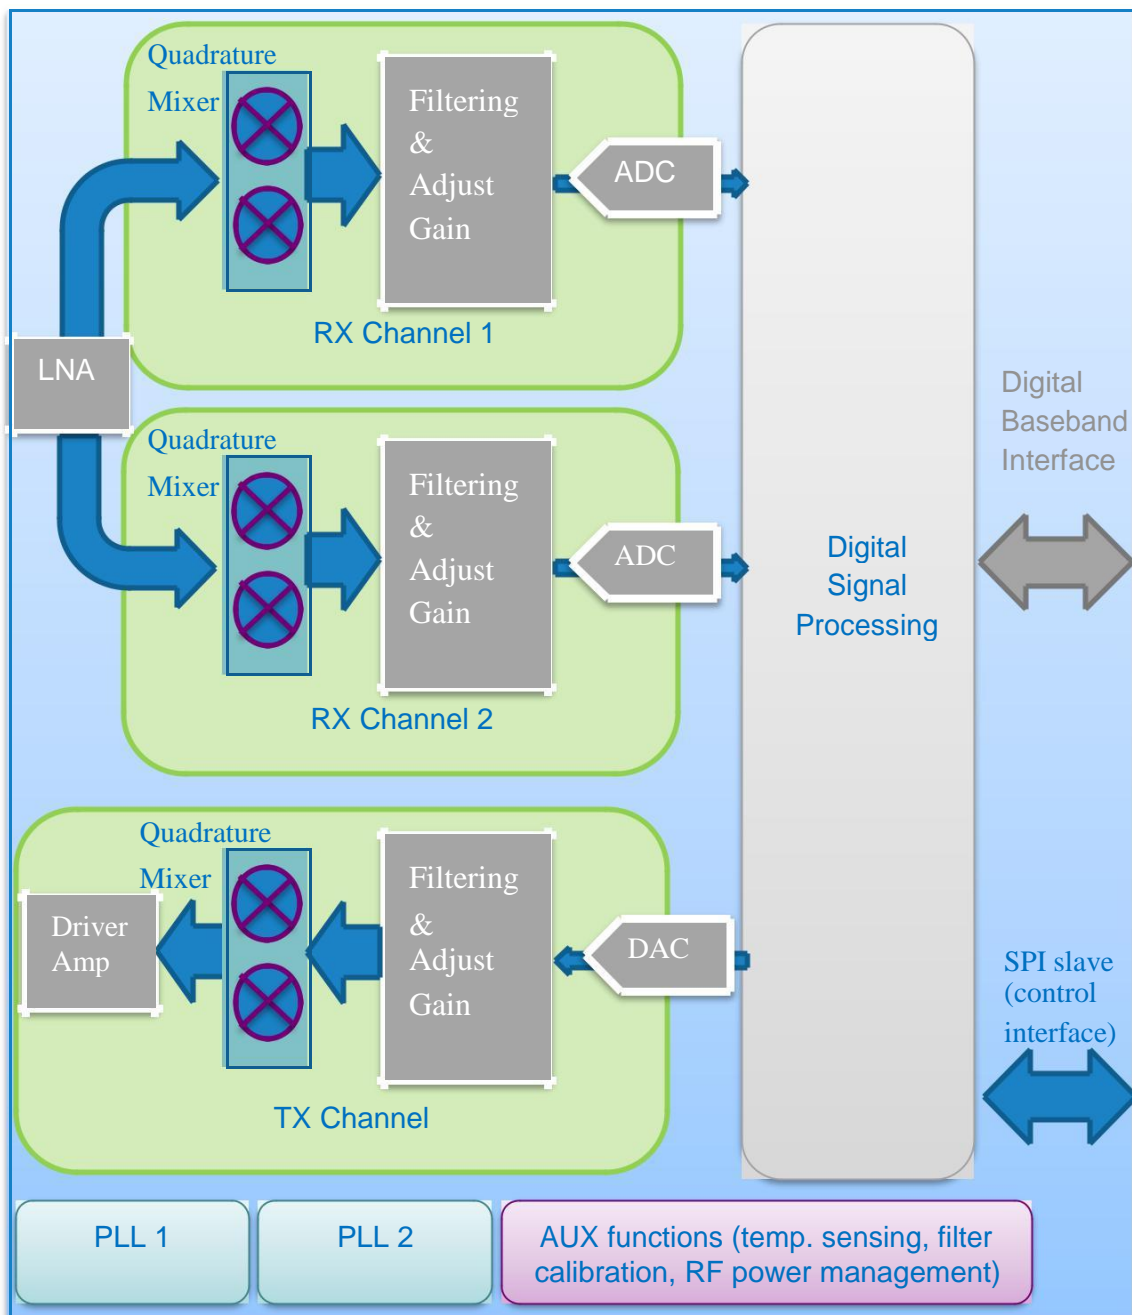 Quadrature
Mixer
Filtering
&
Adjust
Gain
ADC
RX Channel 1
LNA
Quadrature
Mixer
Filtering
&
Adjust
Gain
ADC
RX Channel 2
Digital
Signal
Processing
Digital
Baseband
Interface
Quadrature
Mixer
Filtering
&
Adjust
Gain
Driver
Amp
DAC
TX Channel
SPI slave
(control
interface)
PLL 1
PLL 2
AUX functions (temp. sensing, filter
calibration, RF power management)